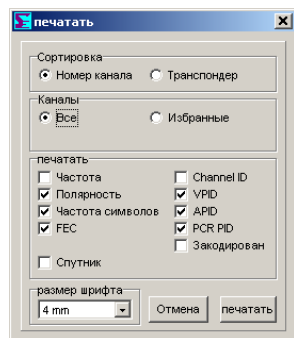 печатать
Сортировка
Номер канала Транспондер
Каналы
Все Избранные
печатать
Частота Channel ID
Полярность VPID
Частота символов APID
FEC PCR PID
Закодирован
Спутник
размер шрифта
4 mm Отмена печатать